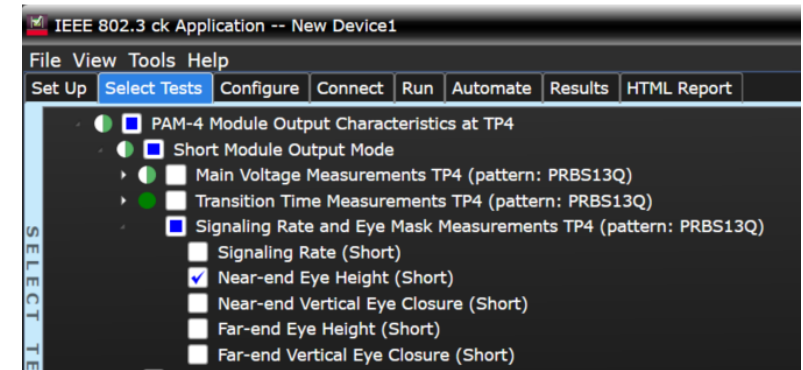 IEEE 802.3 ck Application -- New Device1
File View Tools Help
Set Up Select Tests Configure Connect Run Automate Results HTML Report
PAM-4 Module Output Characteristics at TP4
Short Module Output Mode
Main Voltage Measurements TP4 (pattern: PRBS13Q)
Transition Time Measurements TP4 (pattern: PRBS13Q)
Signaling Rate and Eye Mask Measurements TP4 (pattern: PRBS13Q)
Signaling Rate (Short)
Near-end Eye Height (Short)
Near-end Vertical Eye Closure (Short)
Far-end Eye Height (Short)
Far-end Vertical Eye Closure (Short)
SELECT TE